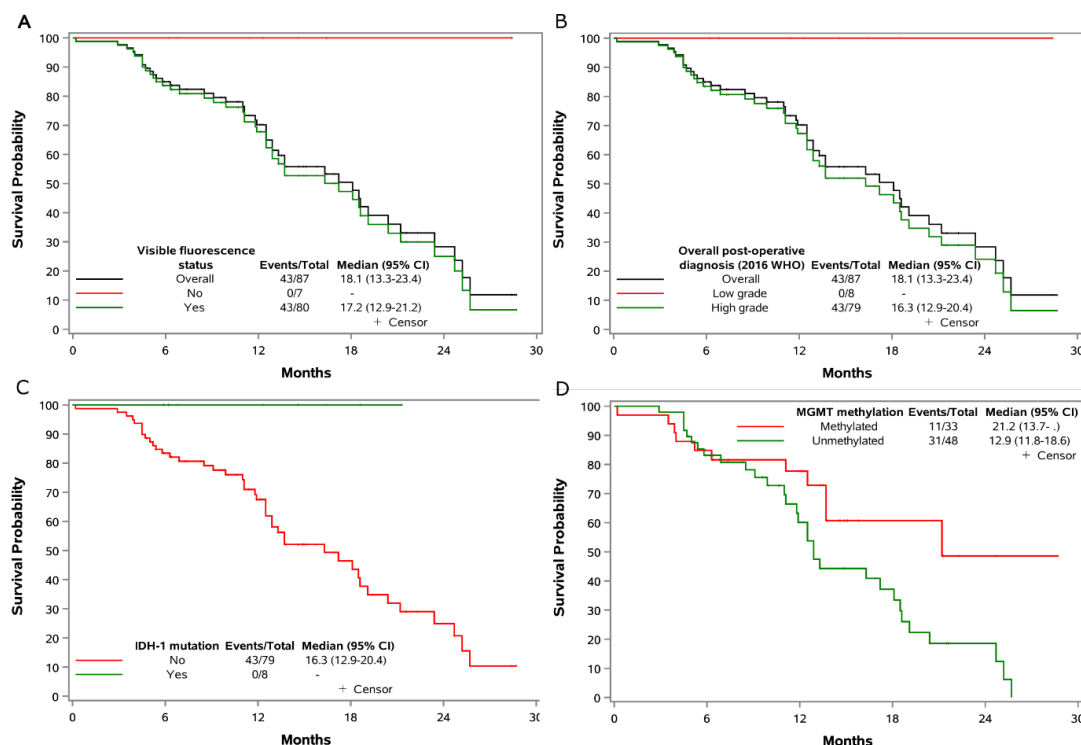 A
Survival Probability
100
90
80
70
60
50
40
30
20
10
0
Visible fluorescence
status Events/Total Median (95% CI)
Overall 43/87 18.1 (13.3-23.4)
No 0/7 -
Yes 43/80 17.2 (12.9-21.2)
+ Censor
0 6 12 18 24 30
Months
B
Survival Probability
100
90
80
70
60
50
40
30
20
10
0
Overall post-operative
diagnosis (2016 WHO) Events/Total Median (95% CI)
Overall 43/87 18.1 (13.3-23.4)
Low grade 0/8 -
High grade 43/79 16.3 (12.9-20.4)
+ Censor
0 6 12 18 24 30
Months
C
Survival Probability
100
90
80
70
60
50
40
30
20
10
0
IDH-1 mutation Events/Total Median (95% CI)
No 43/79 16.3 (12.9-20.4)
Yes 0/8 -
+ Censor
0 6 12 18 24 30
Months
D
Survival Probability
100
90
80
70
60
50
40
30
20
10
0
MGMT methylation Events/Total Median (95% CI)
Methylated 11/33 21.2 (13.7- .)
Unmethylated 31/48 12.9 (11.8-18.6)
+ Censor
0 6 12 18 24 30
Months